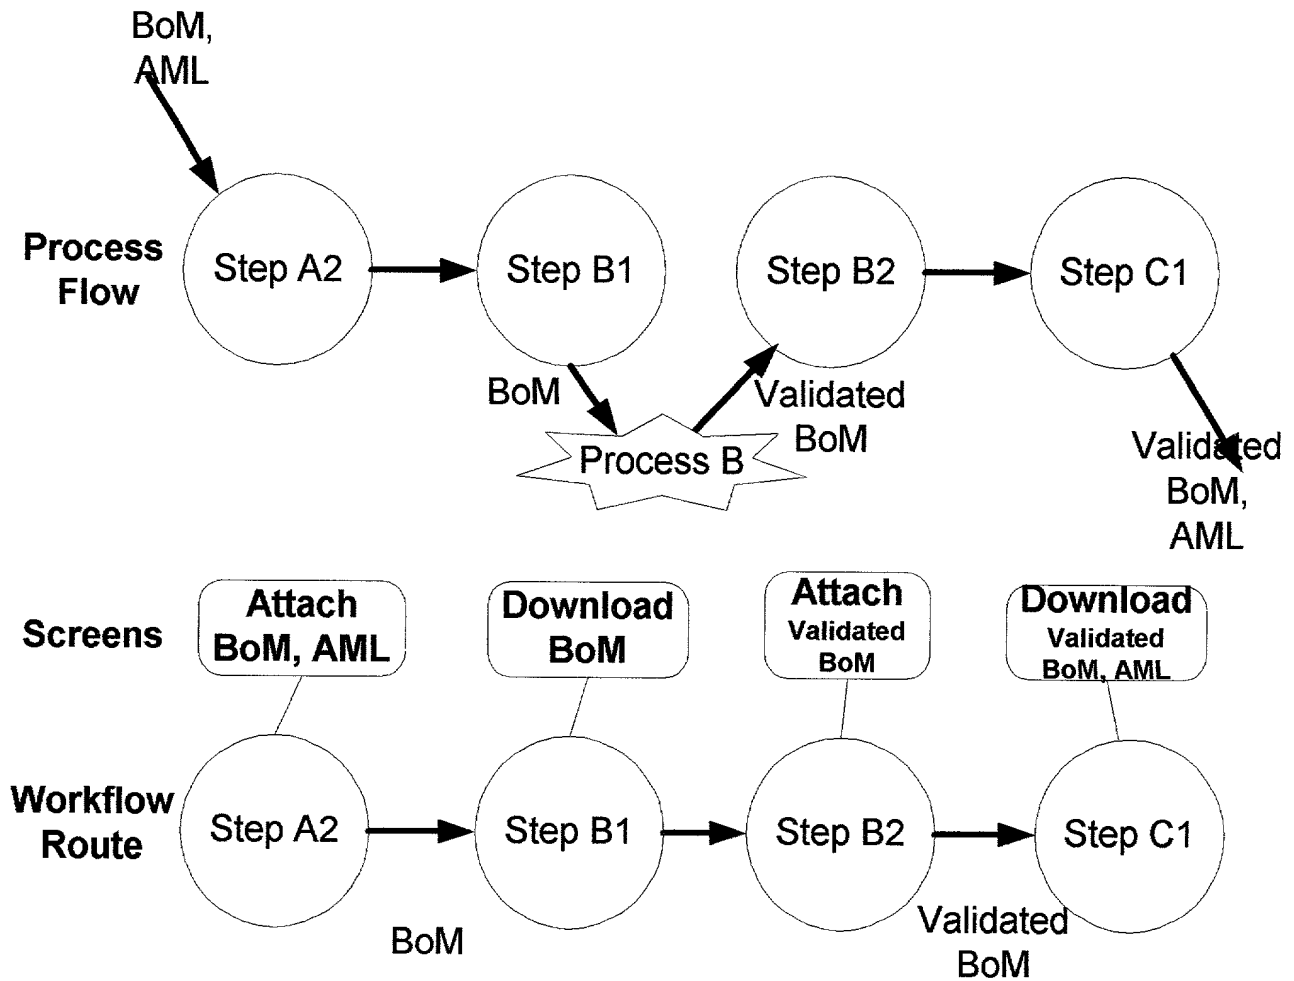 BoM,
AML
Process
Flow
Step A2
Step B1
Step B2
Step C1
BoM
Validated
BoM
Process B
Validated
BoM,
AML
Screens
Attach
BoM, AML
Download
BoM
Attach
Validated
BoM
Download
Validated
BoM, AML
Workflow
Route
Step A2
Step B1
Step B2
Step C1
BoM
Validated
BoM